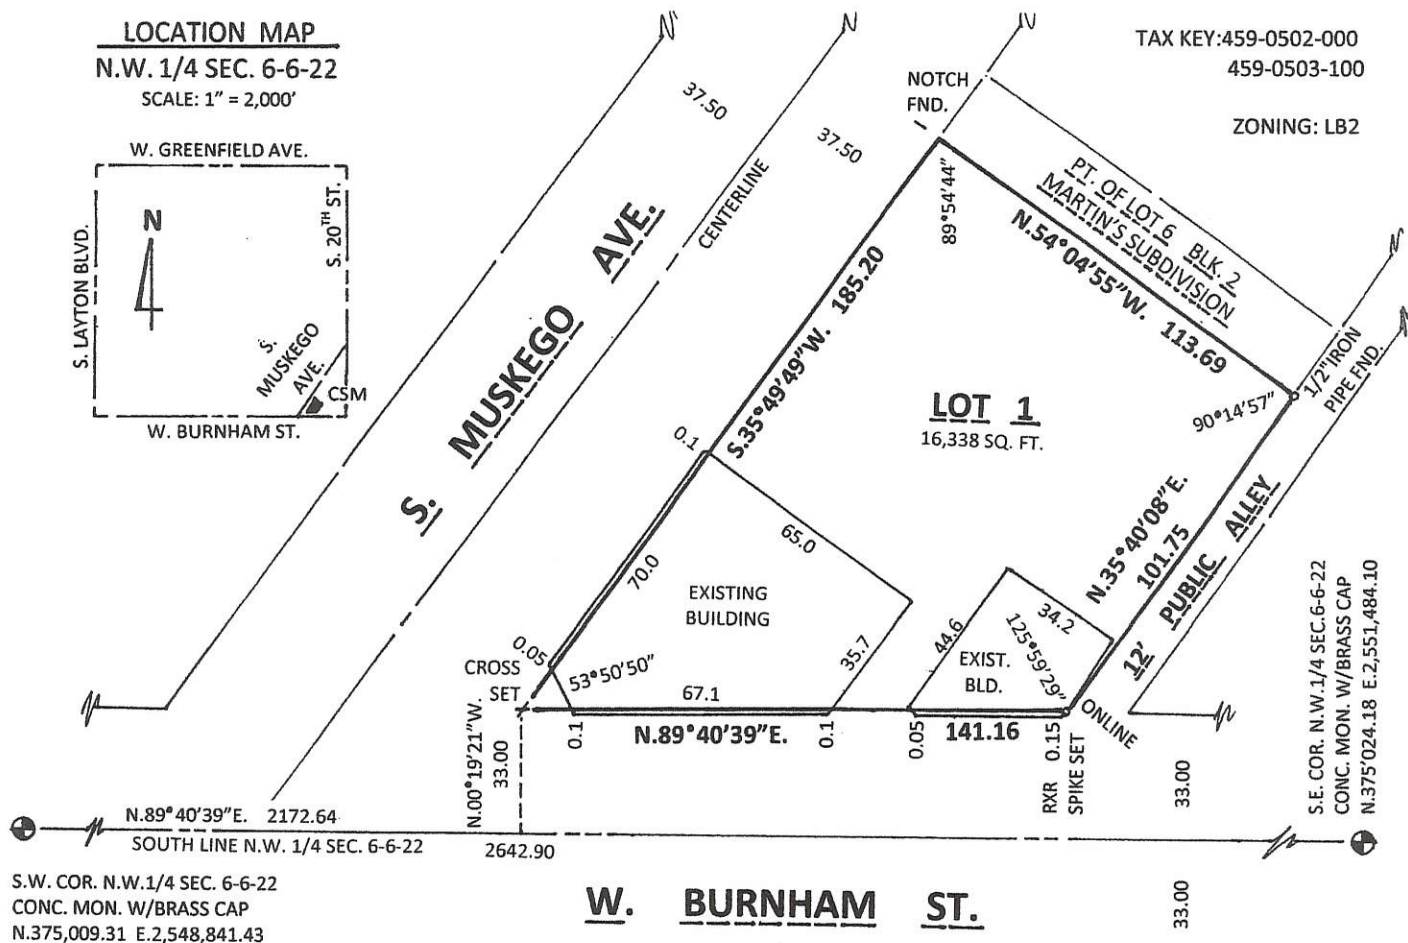 LOCATION MAP
N.W. 1/4 SEC. 6-6-22
SCALE: 1" = 2,000'
W. GREENFIELD AVE.
S. LAYTON BLVD.
N
S. 20TH ST.
S.
MUSKEGO
AVE.
CSM
W. BURNHAM ST.
TAX KEY:459-0502-000
459-0503-100
ZONING: LB2
NOTCH
FND.
37.50
37.50
CENTERLINE
S. MUSKEGO AVE.
89°54'44"
PT. OF LOT 6 BLK. 2
MARTIN'S SUBDIVISION
N.54°04'55"W. 113.69
S.35°49'49"W. 185.20
LOT 1
16,338 SQ. FT.
90°14'57"
1/2"IRON
PIPE FND.
0.1
65.0
70.0
EXISTING
BUILDING
35.7
0.05
53°50'50"
67.1
CROSS
SET
44.6
34.2
EXIST.
BLD.
125°59'29"
N.35°40'08"E.
101.75
12' PUBLIC ALLEY
ONLINE
0.1
N.89°40'39"E.
0.1
0.05
141.16
0.15
RXR
SPIKE SET
N.00°19'21"W.
33.00
33.00
33.00
S.E. COR. N.W.1/4 SEC.6-6-22
CONC. MON. W/BRASS CAP
N.375'024.18 E.2,551,484.10
N.89°40'39"E. 2172.64
SOUTH LINE N.W. 1/4 SEC. 6-6-22
2642.90
S.W. COR. N.W.1/4 SEC. 6-6-22
CONC. MON. W/BRASS CAP
N.375,009.31 E.2,548,841.43
W. BURNHAM ST.